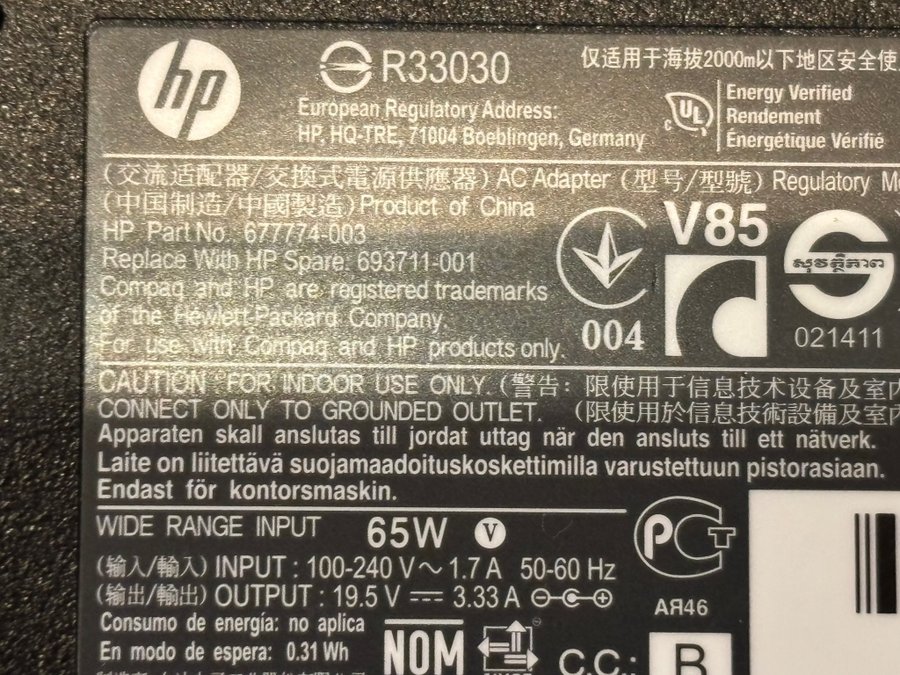 hp
R33030
仅适用于海拔2000m以下地区安全使
European Regulatory Address:
HP, HQ-TRE, 71004 Boeblingen, Germany
c UL
Energy Verified
Rendement
Énergétique Vérifié
(交流适配器/交換式電源供應器) AC Adapter (型号/型號) Regulatory Mo
(中国制造/中國製造) Product of China
HP Part No. 677774-003
Replace With HP Spare: 693711-001
Compaq and HP are registered trademarks
of the Hewlett-Packard Company.
For use with Compaq and HP products only.
004
V85
សុវត្ថិភាព
021411
CAUTION: FOR INDOOR USE ONLY. (警告: 限使用于信息技术设备及室内
CONNECT ONLY TO GROUNDED OUTLET. (限使用於信息技術設備及室內
Apparaten skall anslutas till jordat uttag när den ansluts till ett nätverk.
Laite on liitettävä suojamaadoituskoskettimilla varustettuun pistorasiaan.
Endast för kontorsmaskin.
WIDE RANGE INPUT 65W V
(输入/輸入) INPUT : 100-240 V~ 1.7 A 50-60 Hz
(输出/輸出) OUTPUT : 19.5 V ⎓ 3.33 A
PCT
АЯ46
Consumo de energía: no aplica
En modo de espera: 0.31 Wh
NOM
C.C.: B